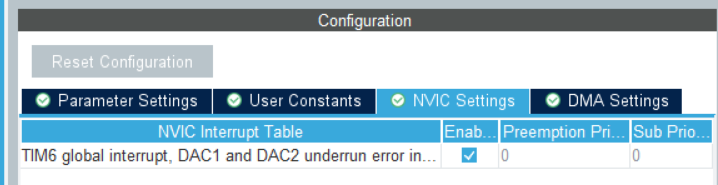 Configuration
Reset Configuration
Parameter Settings User Constants NVIC Settings DMA Settings
NVIC Interrupt Table Enab... Preemption Pri... Sub Prio...
TIM6 global interrupt, DAC1 and DAC2 underrun error in... 0 0